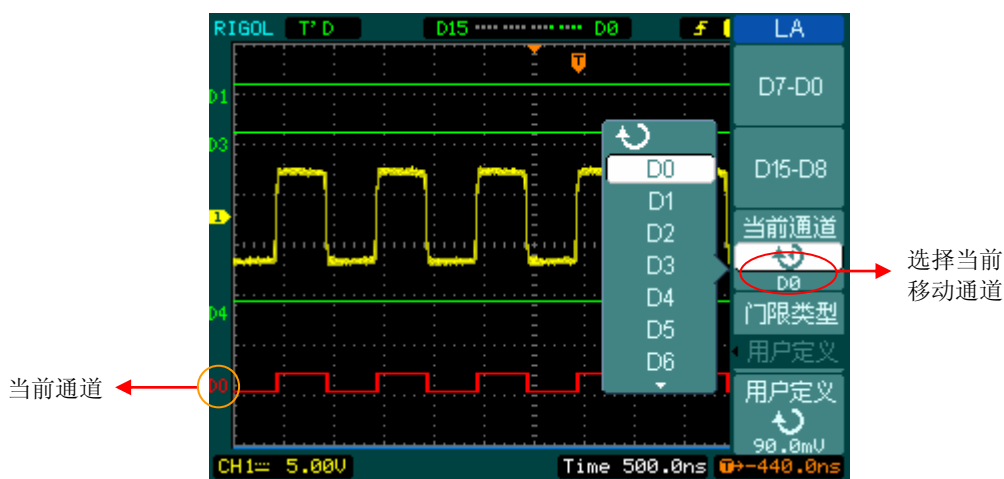 RIGOL T'D D15 D0 LA
D7-D0
D1
D3
D0
D15-D8
D1
1
当前通道
D2
D3
D0
选择当前
移动通道
D4
D4
门限类型
D5
用户定义
D6
当前通道
D0
用户定义
90.0mV
CH1 5.00V Time 500.0ns T→-440.0ns